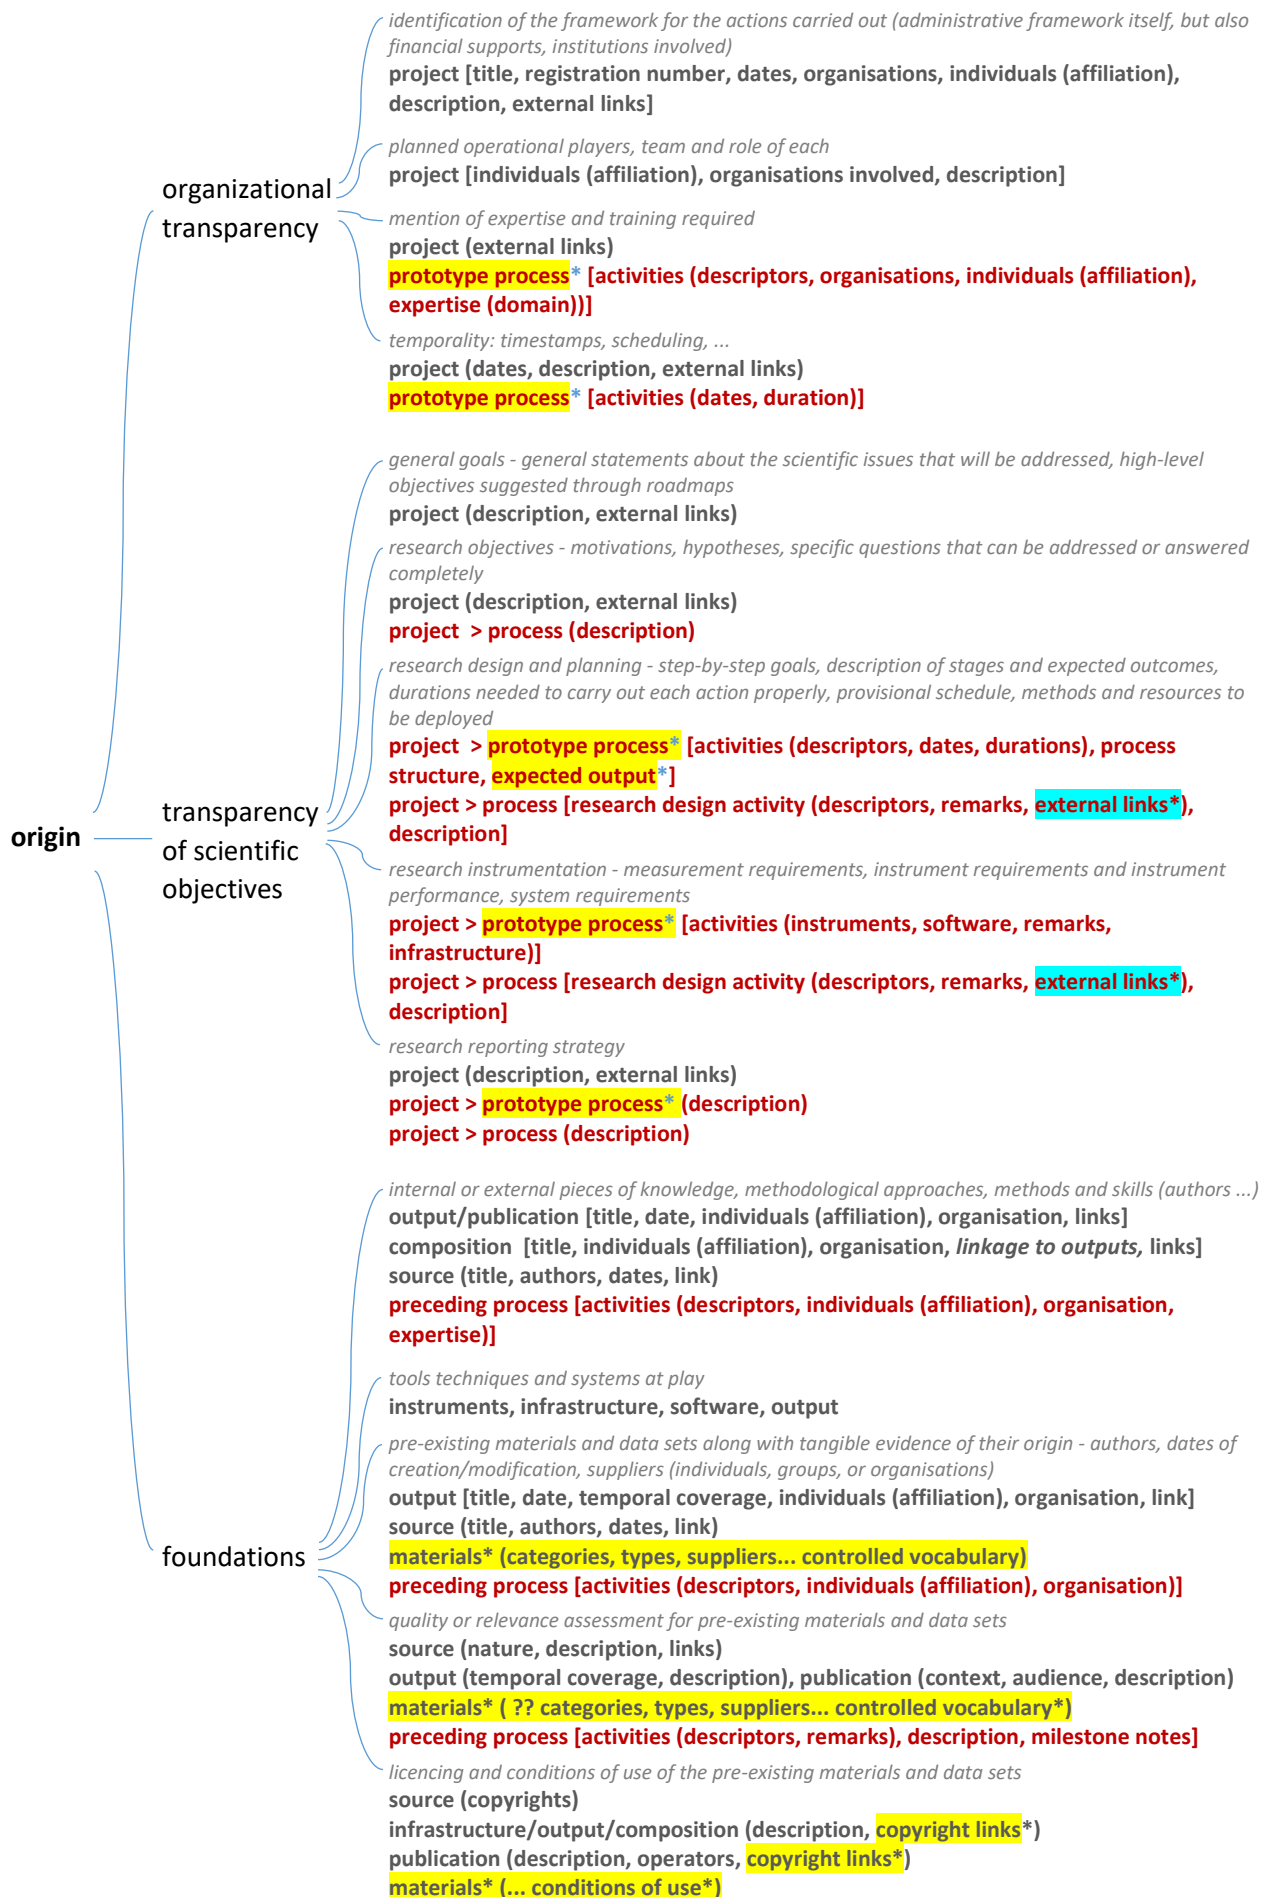 identification of the framework for the actions carried out (administrative framework itself, but also
financial supports, institutions involved)
project [title, registration number, dates, organisations, individuals (affiliation),
description, external links]
planned operational players, team and role of each
project [individuals (affiliation), organisations involved, description]
organizational
transparency
mention of expertise and training required
project (external links)
prototype process* [activities (descriptors, organisations, individuals (affiliation),
expertise (domain))]
temporality: timestamps, scheduling, ...
project (dates, description, external links)
prototype process* [activities (dates, duration)]
general goals - general statements about the scientific issues that will be addressed, high-level
objectives suggested through roadmaps
project (description, external links)
research objectives - motivations, hypotheses, specific questions that can be addressed or answered
completely
project (description, external links)
project > process (description)
research design and planning - step-by-step goals, description of stages and expected outcomes,
durations needed to carry out each action properly, provisional schedule, methods and resources to
be deployed
project > prototype process* [activities (descriptors, dates, durations), process
structure, expected output*]
project > process [research design activity (descriptors, remarks, external links*),
description]
origin
transparency
of scientific
objectives
research instrumentation - measurement requirements, instrument requirements and instrument
performance, system requirements
project > prototype process* [activities (instruments, software, remarks,
infrastructure)]
project > process [research design activity (descriptors, remarks, external links*),
description]
research reporting strategy
project (description, external links)
project > prototype process* (description)
project > process (description)
internal or external pieces of knowledge, methodological approaches, methods and skills (authors ...)
output/publication [title, date, individuals (affiliation), organisation, links]
composition [title, individuals (affiliation), organisation, linkage to outputs, links]
source (title, authors, dates, link)
preceding process [activities (descriptors, individuals (affiliation), organisation,
expertise)]
tools techniques and systems at play
instruments, infrastructure, software, output
pre-existing materials and data sets along with tangible evidence of their origin - authors, dates of
creation/modification, suppliers (individuals, groups, or organisations)
output [title, date, temporal coverage, individuals (affiliation), organisation, link]
source (title, authors, dates, link)
foundations
materials* (categories, types, suppliers... controlled vocabulary)
preceding process [activities (descriptors, individuals (affiliation), organisation)]
quality or relevance assessment for pre-existing materials and data sets
source (nature, description, links)
output (temporal coverage, description), publication (context, audience, description)
materials* ( ?? categories, types, suppliers... controlled vocabulary*)
preceding process [activities (descriptors, remarks), description, milestone notes]
licencing and conditions of use of the pre-existing materials and data sets
source (copyrights)
infrastructure/output/composition (description, copyright links*)
publication (description, operators, copyright links*)
materials* (... conditions of use*)